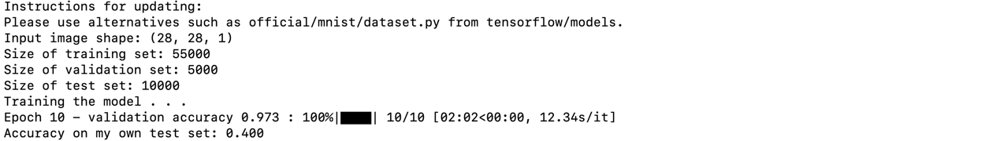 Instructions for updating:
Please use alternatives such as official/mnist/dataset.py from tensorflow/models.
Input image shape: (28, 28, 1)
Size of training set: 55000
Size of validation set: 5000
Size of test set: 10000
Training the model . . .
Epoch 10 – validation accuracy 0.973 : 100%|████| 10/10 [02:02<00:00, 12.34s/it]
Accuracy on my own test set: 0.400